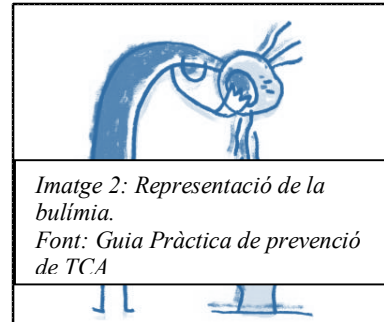 Imatge 2: Representació de la
bulímia.
Font: Guia Pràctica de prevenció
de TCA